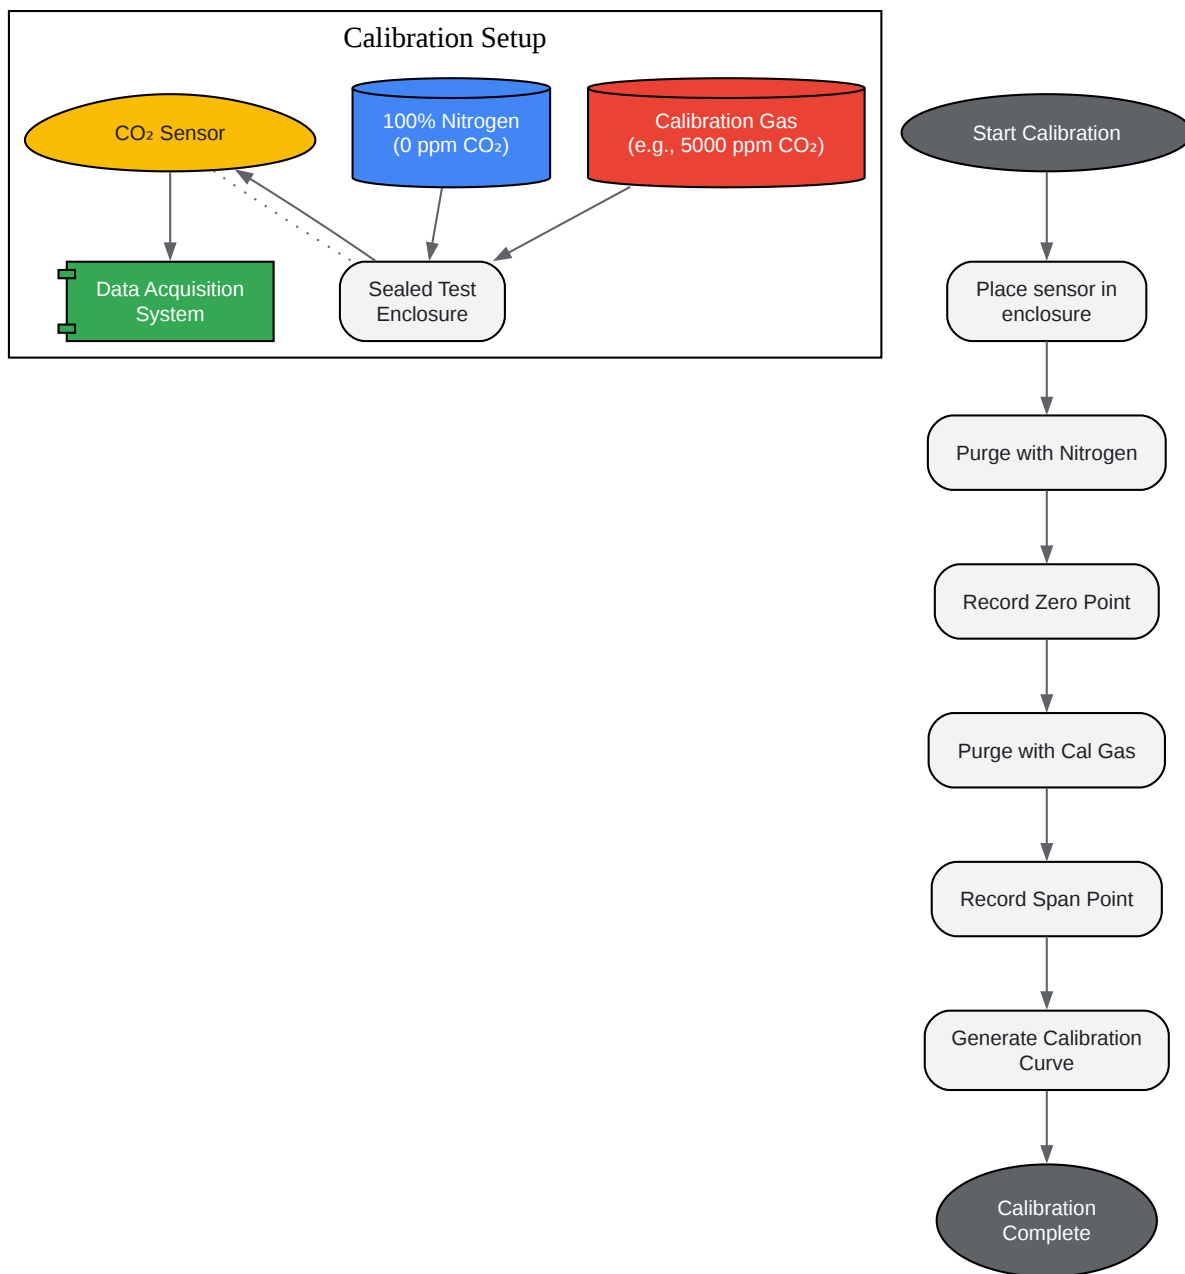 Calibration Setup
CO₂ Sensor
100% Nitrogen
(0 ppm CO₂)
Calibration Gas
(e.g., 5000 ppm CO₂)
Data Acquisition
System
Sealed Test
Enclosure
Start Calibration
Place sensor in
enclosure
Purge with Nitrogen
Record Zero Point
Purge with Cal Gas
Record Span Point
Generate Calibration
Curve
Calibration
Complete